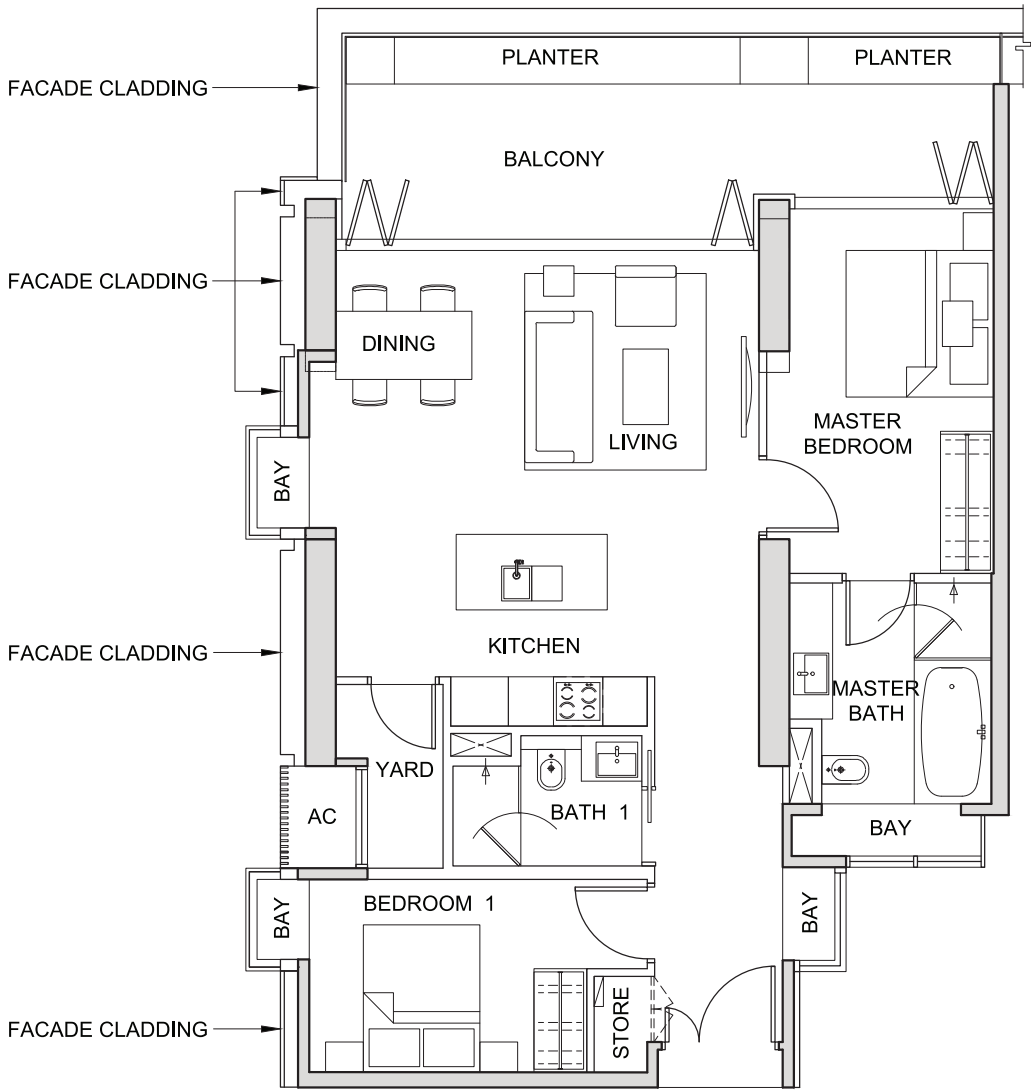 PLANTER
PLANTER
FACADE CLADDING
BALCONY
FACADE CLADDING
DINING
LIVING
MASTER
BEDROOM
BAY
KITCHEN
FACADE CLADDING
MASTER
BATH
YARD
AC
BATH 1
BAY
BEDROOM 1
BAY
BAY
STORE
FACADE CLADDING